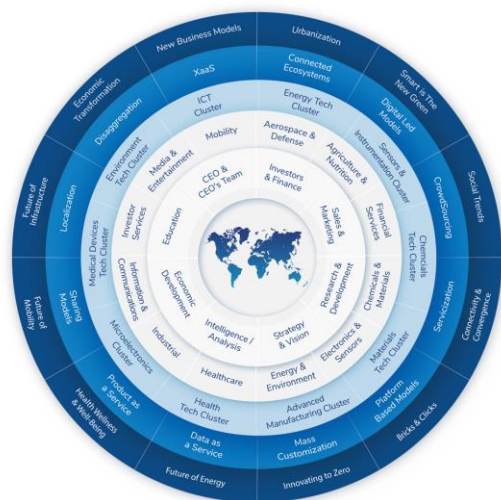 New Business Models
Urbanization
Smart is The
New Green
Social Trends
Connectivity &
Convergence
Bricks & Clicks
Innovating to Zero
Future of Energy
Health Wellness
& Well-Being
Future of
Mobility
Future of
Infrastructure
Economic
Transformation
XaaS
Connected
Ecosystems
Digital Led
Models
CrowdSourcing
Servicization
Platform
Based Models
Mass
Customization
Data as
a Service
Product as
a Service
Sharing
Models
Localization
Disaggregation
ICT
Cluster
Energy Tech
Cluster
Sensors &
Instrumentation Cluster
Chemcials
Tech Cluster
Materials
Tech Cluster
Advanced
Manufacturing Cluster
Health
Tech Cluster
Microelectronics
Cluster
Medical Devices
Tech Cluster
Environment
Tech Cluster
Mobility
Aerospace &
Defense
Agriculture &
Nutrition
Financial
Services
Chemicals &
Materials
Electronics &
Sensors
Energy &
Environment
Healthcare
Industrial
Information &
Communications
Investor
Services
Media &
Entertainment
CEO &
CEO's Team
Investors
& Finance
Sales &
Marketing
Research &
Development
Strategy
& Vision
Intelligence /
Analysis
Economic
Development
Education